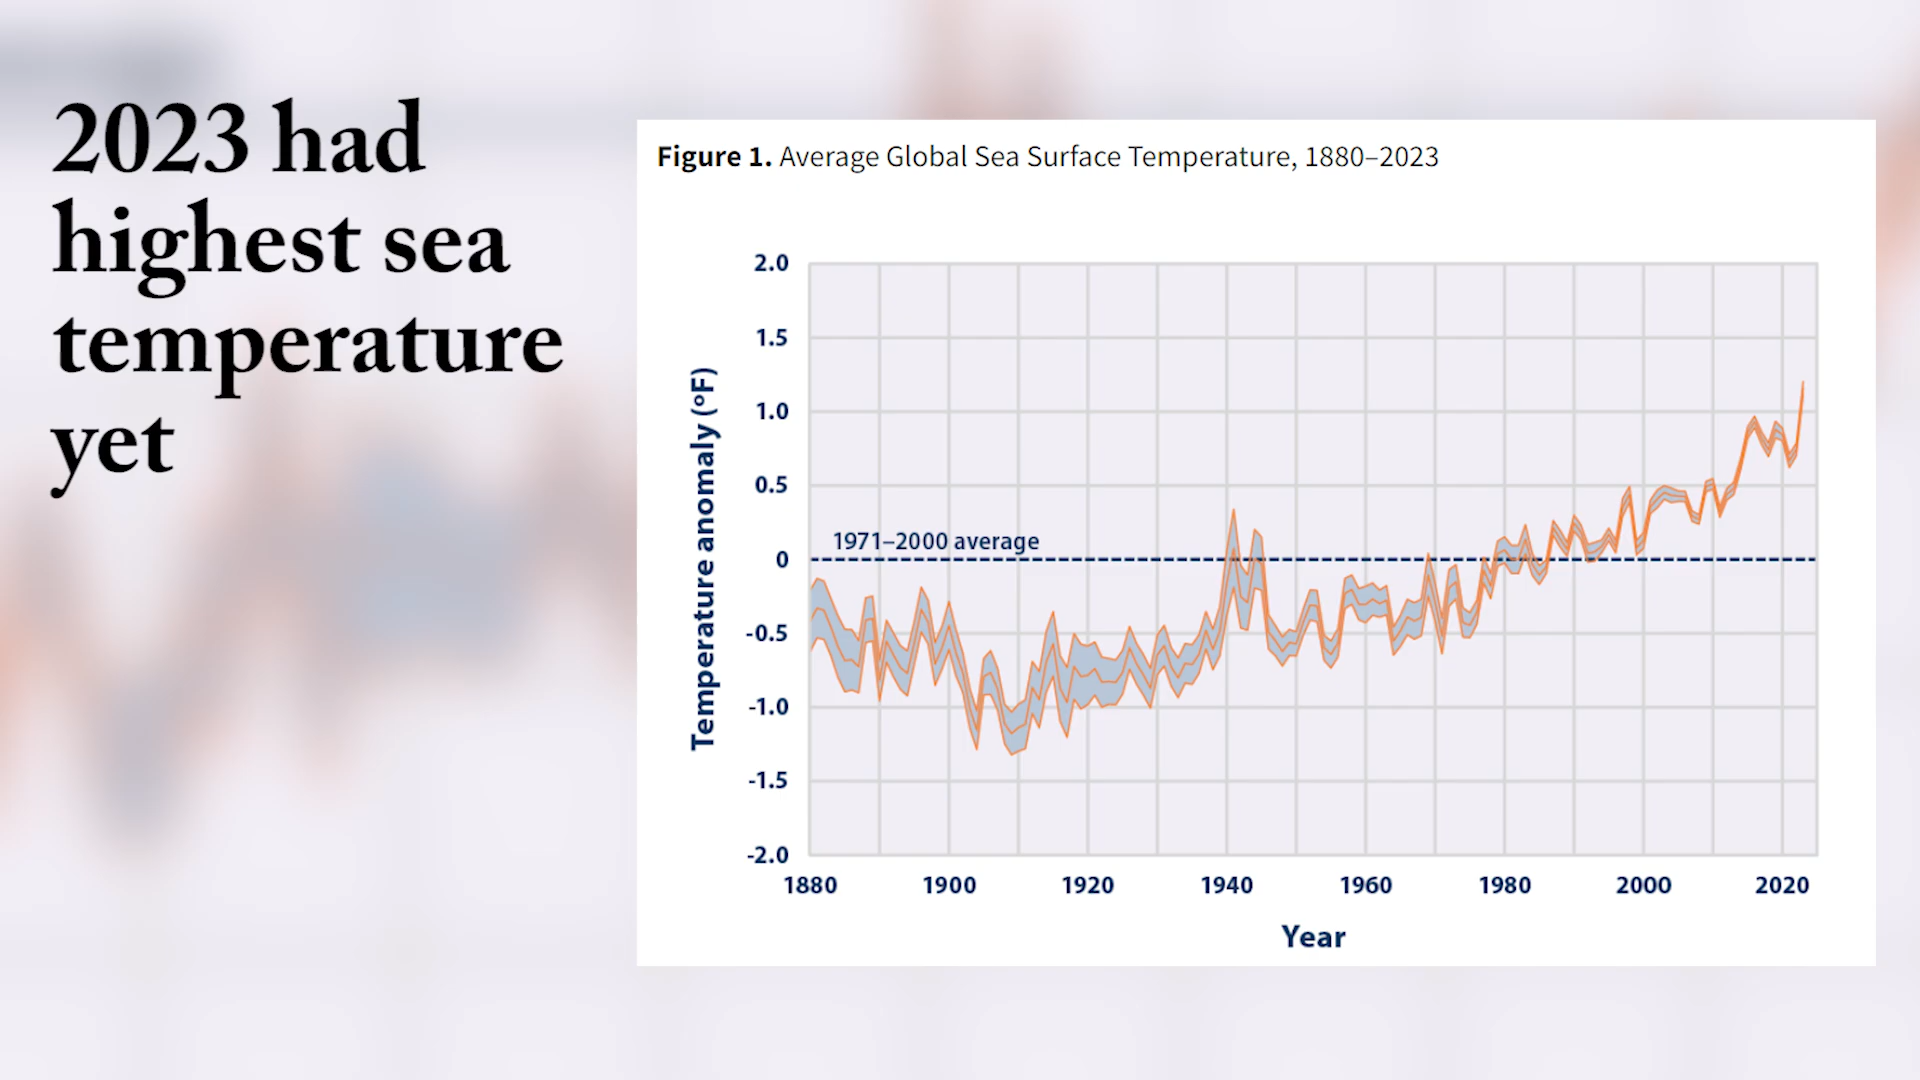 2023 had
highest sea
temperature
yet
Figure 1. Average Global Sea Surface Temperature, 1880–2023
2.0
1.5
1.0
0.5
0
-0.5
-1.0
-1.5
-2.0
Temperature anomaly (ºF)
1971–2000 average
1880 1900 1920 1940 1960 1980 2000 2020
Year